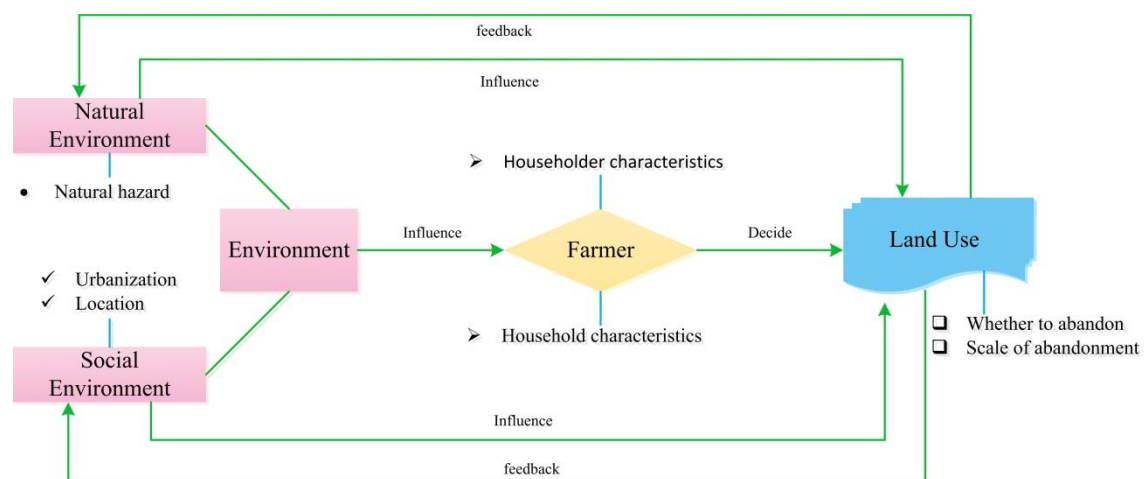 feedback
Influence
Natural
Environment
Natural hazard
Householder characteristics
Environment
Influence
Farmer
Decide
Land Use
Urbanization
Location
Household characteristics
Whether to abandon
Scale of abandonment
Social
Environment
Influence
feedback